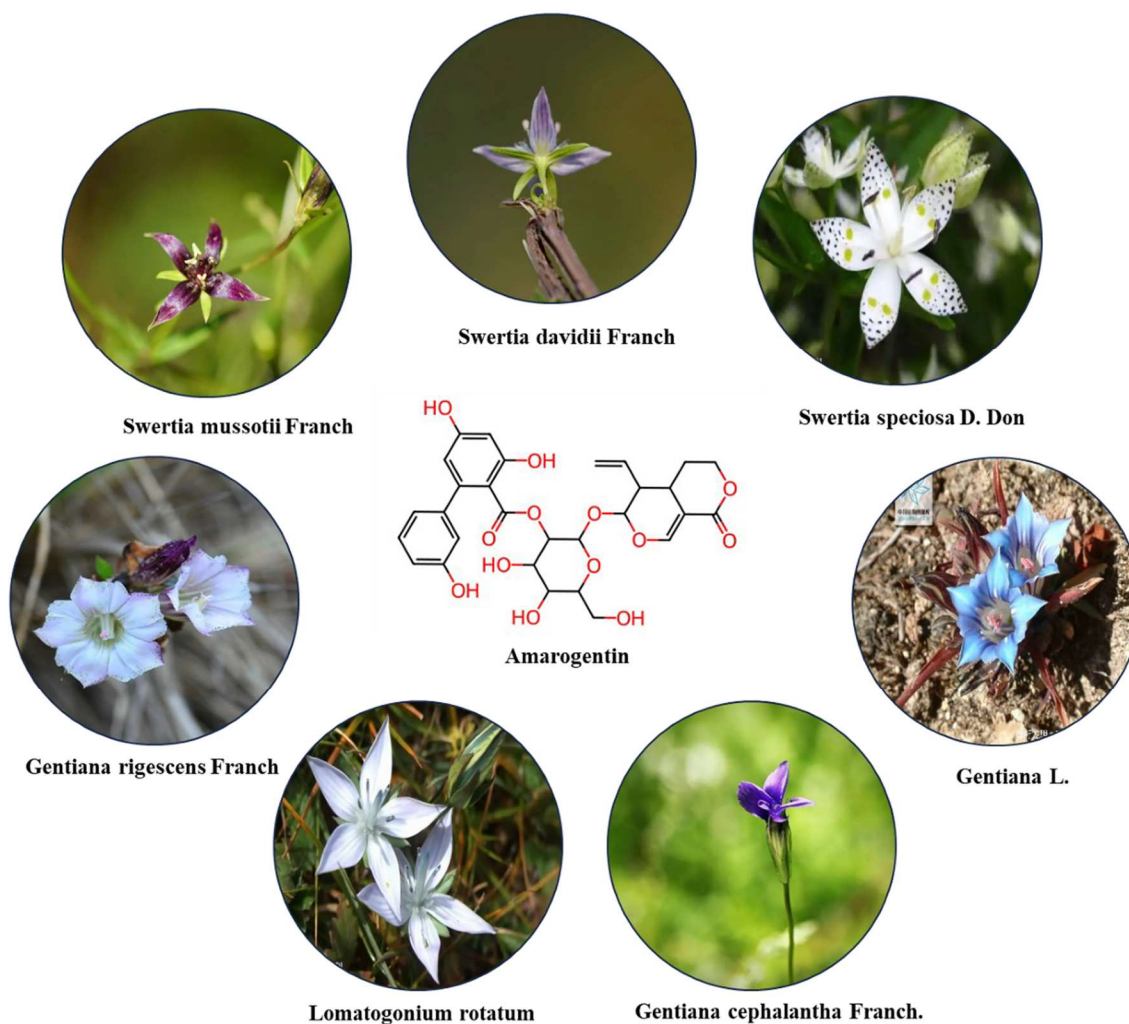 Swertia davidii Franch
Swertia mussotii Franch
Swertia speciosa D. Don
HO
OH
O
O
O
O
O
O
O
HO
O
OH
HO
OH
Amarogentin
Gentiana rigescens Franch
Gentiana L.
Lomatogonium rotatum
Gentiana cephalantha Franch.